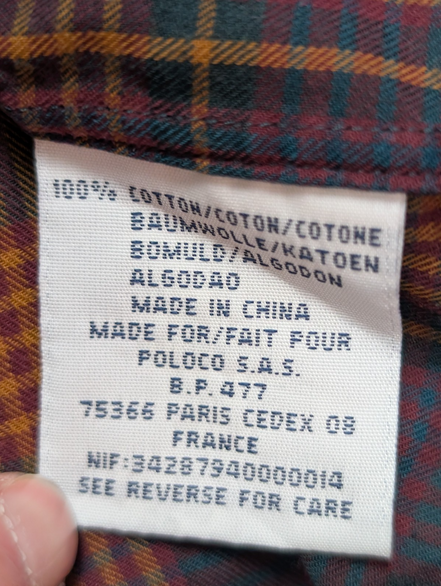 100% COTTON/COTON/COTONE
BAUMWOLLE/KATOEN
BOMULD/ALGODON
ALGODAO
MADE IN CHINA
MADE FOR/FAIT POUR
POLOCO S.A.S.
B.P. 477
75366 PARIS CEDEX 08
FRANCE
NIF:34287940000014
SEE REVERSE FOR CARE